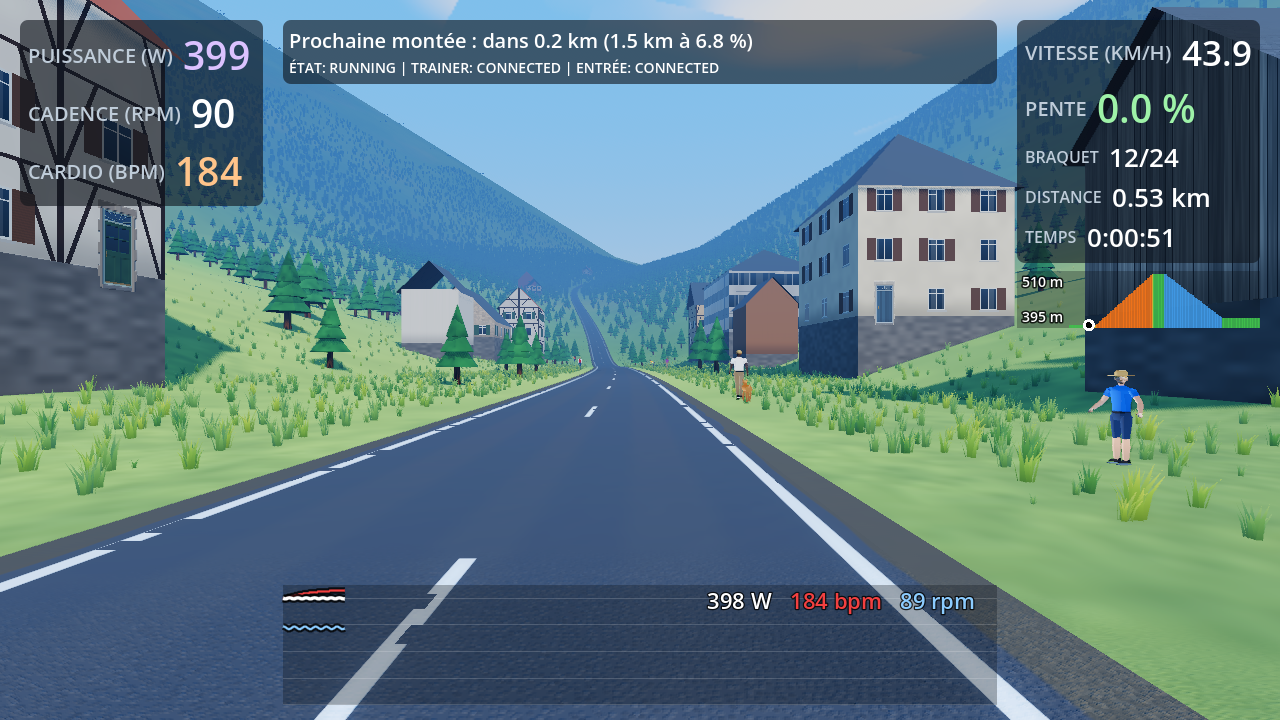 PUISSANCE (W) 399
CADENCE (RPM) 90
CARDIO (BPM) 184
Prochaine montée : dans 0.2 km (1.5 km à 6.8 %)
ÉTAT: RUNNING | TRAINER: CONNECTED | ENTRÉE: CONNECTED
VITESSE (KM/H) 43.9
PENTE 0.0 %
BRAQUET 12/24
DISTANCE 0.53 km
TEMPS 0:00:51
510 m
395 m
398 W 184 bpm 89 rpm